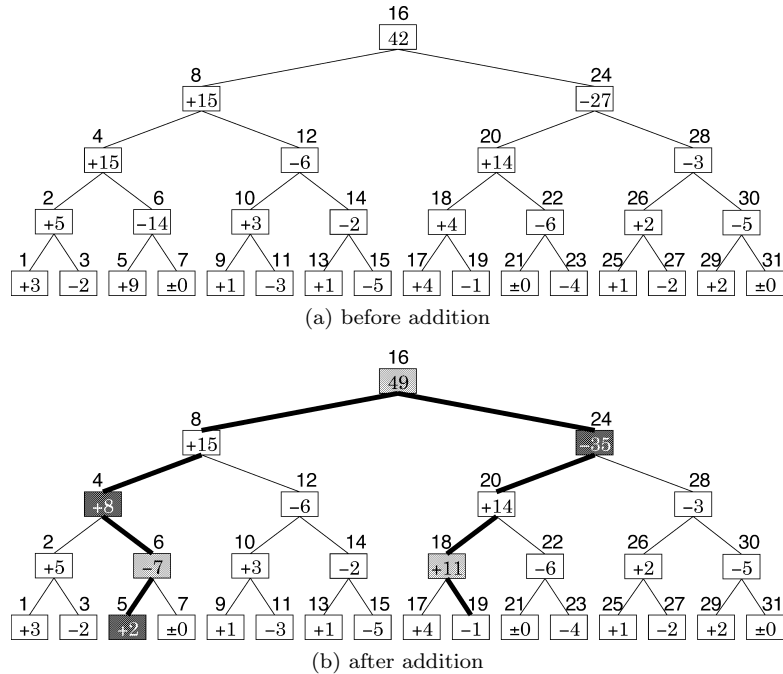 16
42
8 24
+15 −27
4 12 20 28
+15 −6 +14 −3
2 6 10 14 18 22 26 30
+5 −14 +3 −2 +4 −6 +2 −5
1 3 5 7 9 11 13 15 17 19 21 23 25 27 29 31
+3 −2 +9 ±0 +1 −3 +1 −5 +4 −1 ±0 −4 +1 −2 +2 ±0
(a) before addition
16
49
8 24
+15 −35
4 12 20 28
+8 −6 +14 −3
2 6 10 14 18 22 26 30
+5 −7 +3 −2 +11 −6 +2 −5
1 3 5 7 9 11 13 15 17 19 21 23 25 27 29 31
+3 −2 +2 ±0 +1 −3 +1 −5 +4 −1 ±0 −4 +1 −2 +2 ±0
(b) after addition